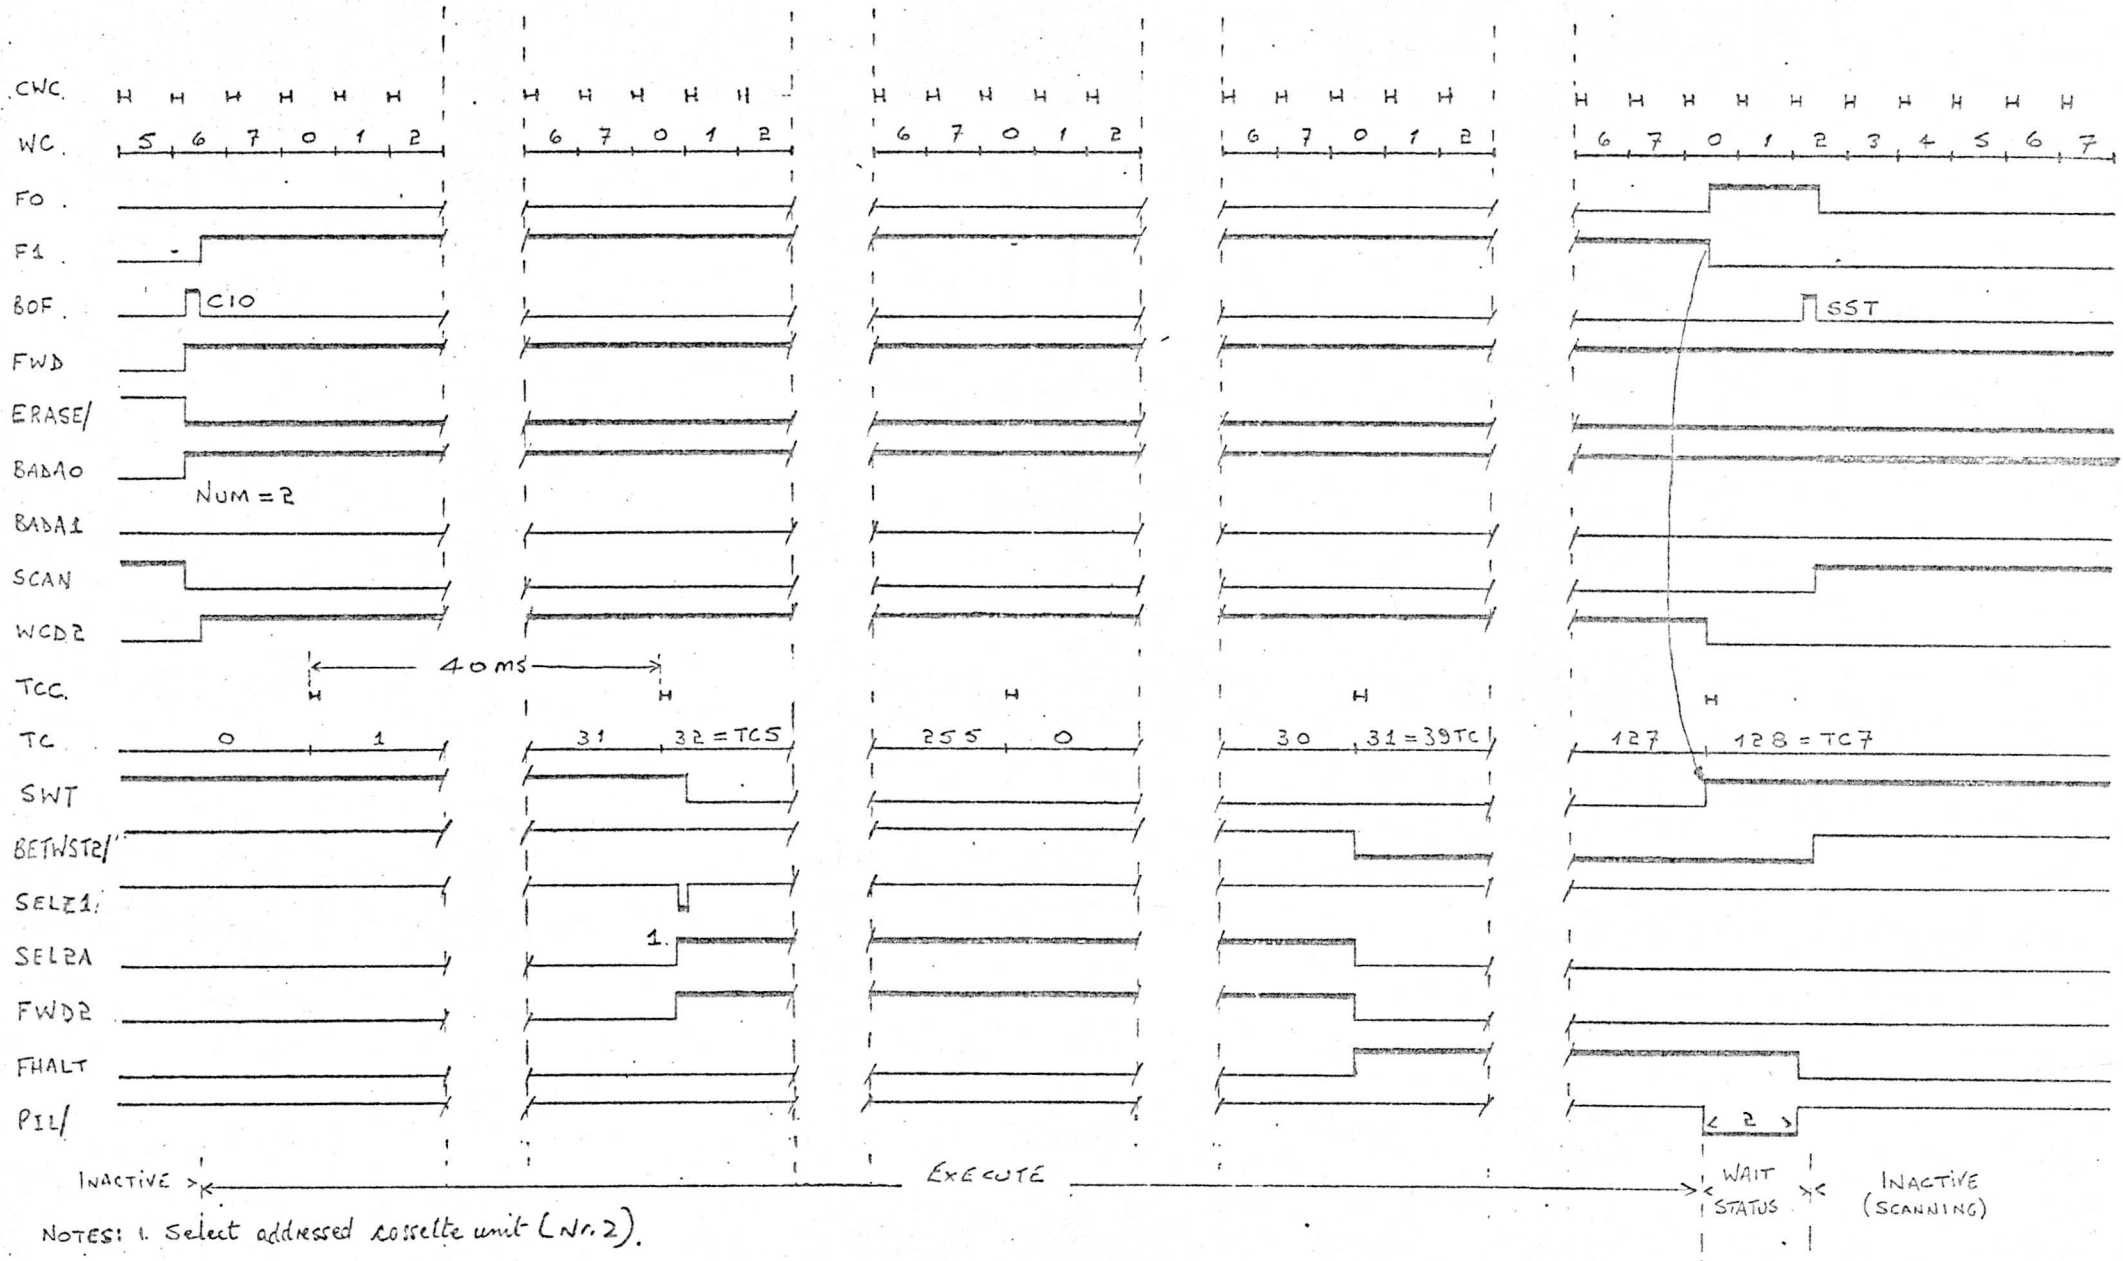 CWC. H H H H H H H H H H H H H H H H H H H H H H H H H H H H H H
WC. 5 6 7 0 1 2 6 7 0 1 2 6 7 0 1 2 6 7 0 1 2 6 7 0 1 2 3 4 5 6 7
F0.
F1.
BOF. CIO SST
FWD
ERASE/
BADA0
NUM = 2
BADA1
SCAN
WCD2
40 ms
TCC. H H H H H
TC. 0 1 31 32 = TC5 255 0 30 31 = 39TC 127 128 = TC7
SWT
BETWST2/
SELZ1
1.
SEL2A
FWD2
FHALT
PIL/ 2
INACTIVE EXECUTE WAIT STATUS INACTIVE (SCANNING)
NOTES: 1. Select addressed cassette unit (Nr. 2).